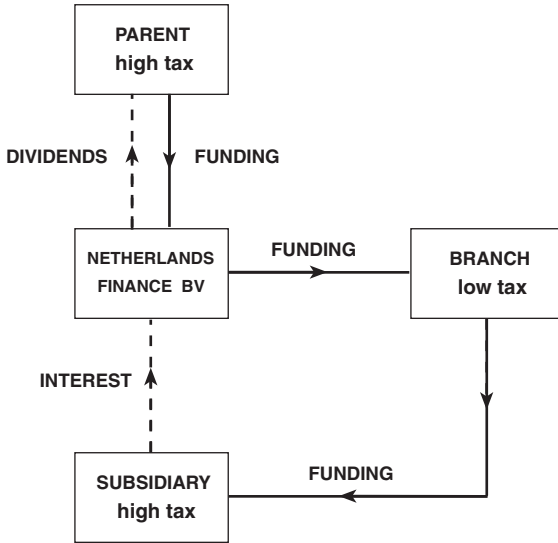 PARENT
high tax
DIVIDENDS
FUNDING
NETHERLANDS
FINANCE BV
FUNDING
BRANCH
low tax
INTEREST
SUBSIDIARY
high tax
FUNDING